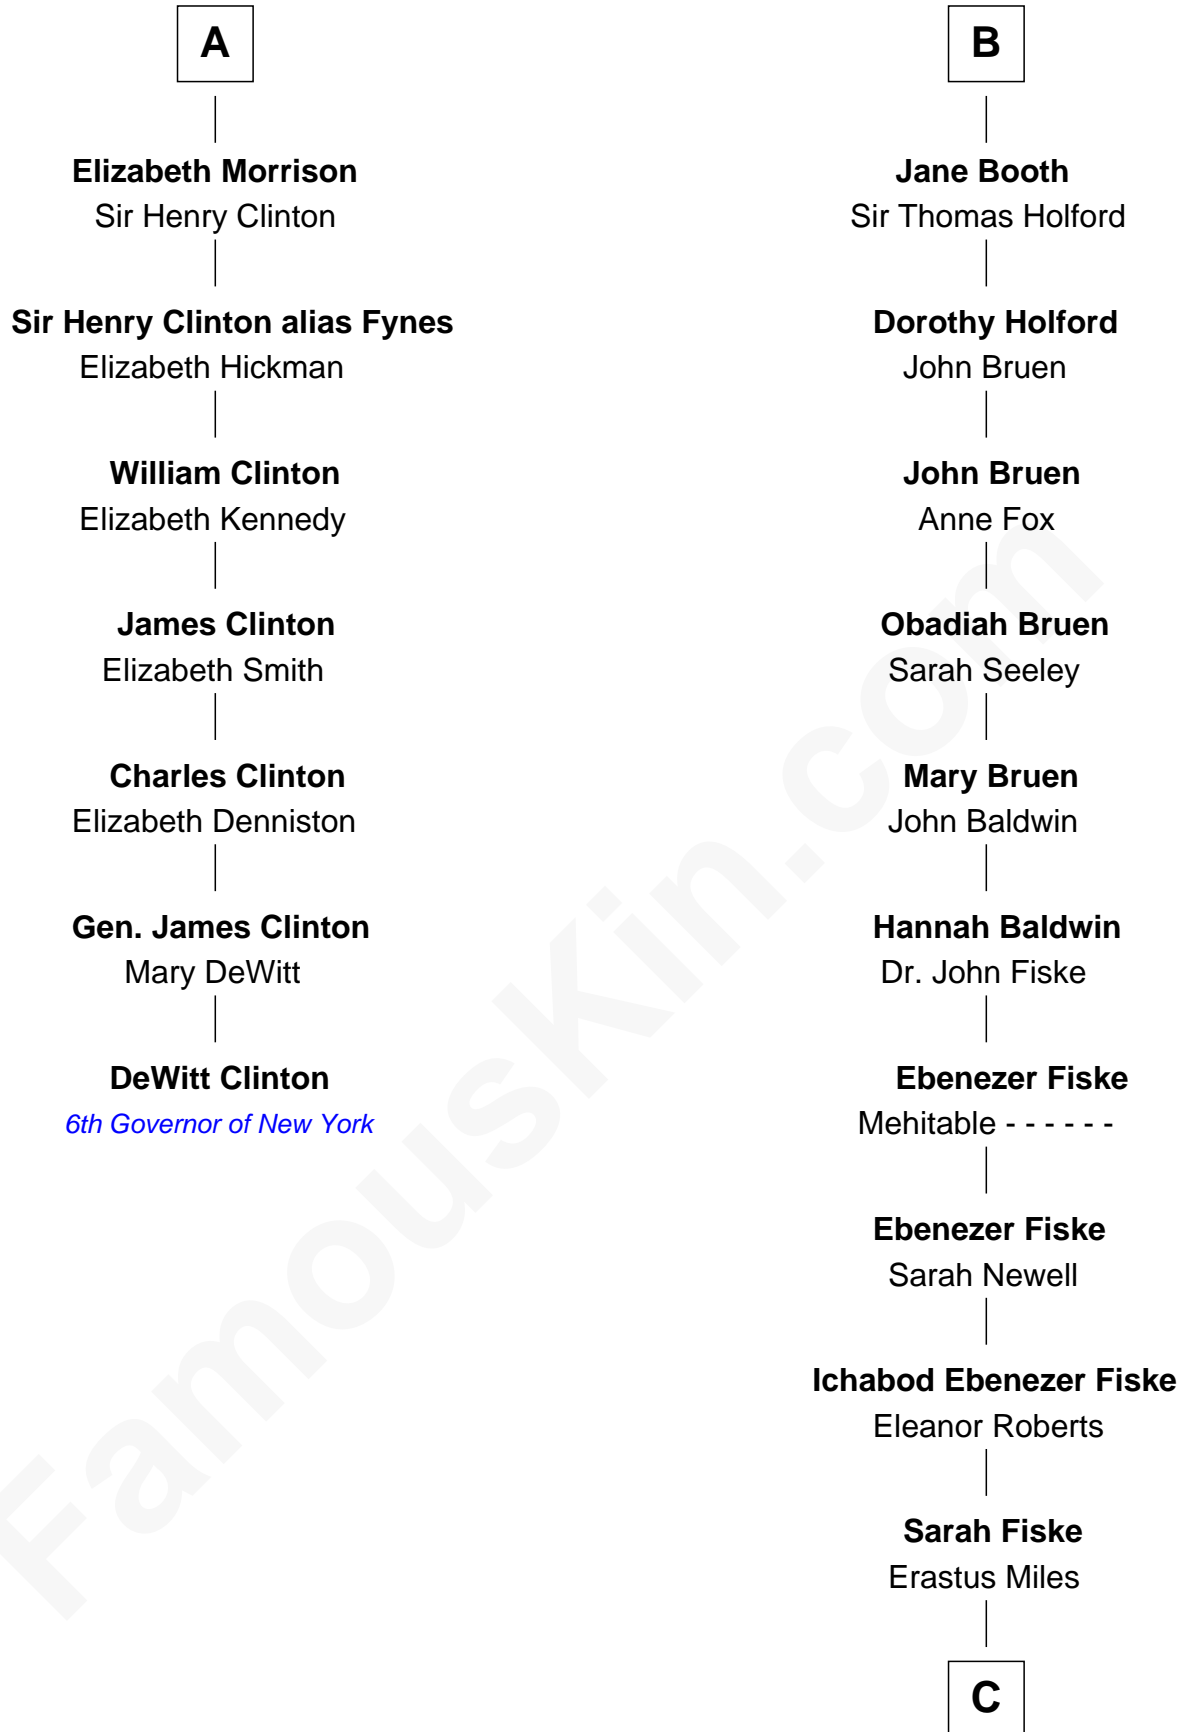 A
Elizabeth Morrison
Sir Henry Clinton
Sir Henry Clinton alias Fynes
Elizabeth Hickman
William Clinton
Elizabeth Kennedy
James Clinton
Elizabeth Smith
Charles Clinton
Elizabeth Denniston
Gen. James Clinton
Mary DeWitt
DeWitt Clinton
6th Governor of New York
B
Jane Booth
Sir Thomas Holford
Dorothy Holford
John Bruen
John Bruen
Anne Fox
Obadiah Bruen
Sarah Seeley
Mary Bruen
John Baldwin
Hannah Baldwin
Dr. John Fiske
Ebenezer Fiske
Mehitable - - - - - -
Ebenezer Fiske
Sarah Newell
Ichabod Ebenezer Fiske
Eleanor Roberts
Sarah Fiske
Erastus Miles
C
FamousKin.com